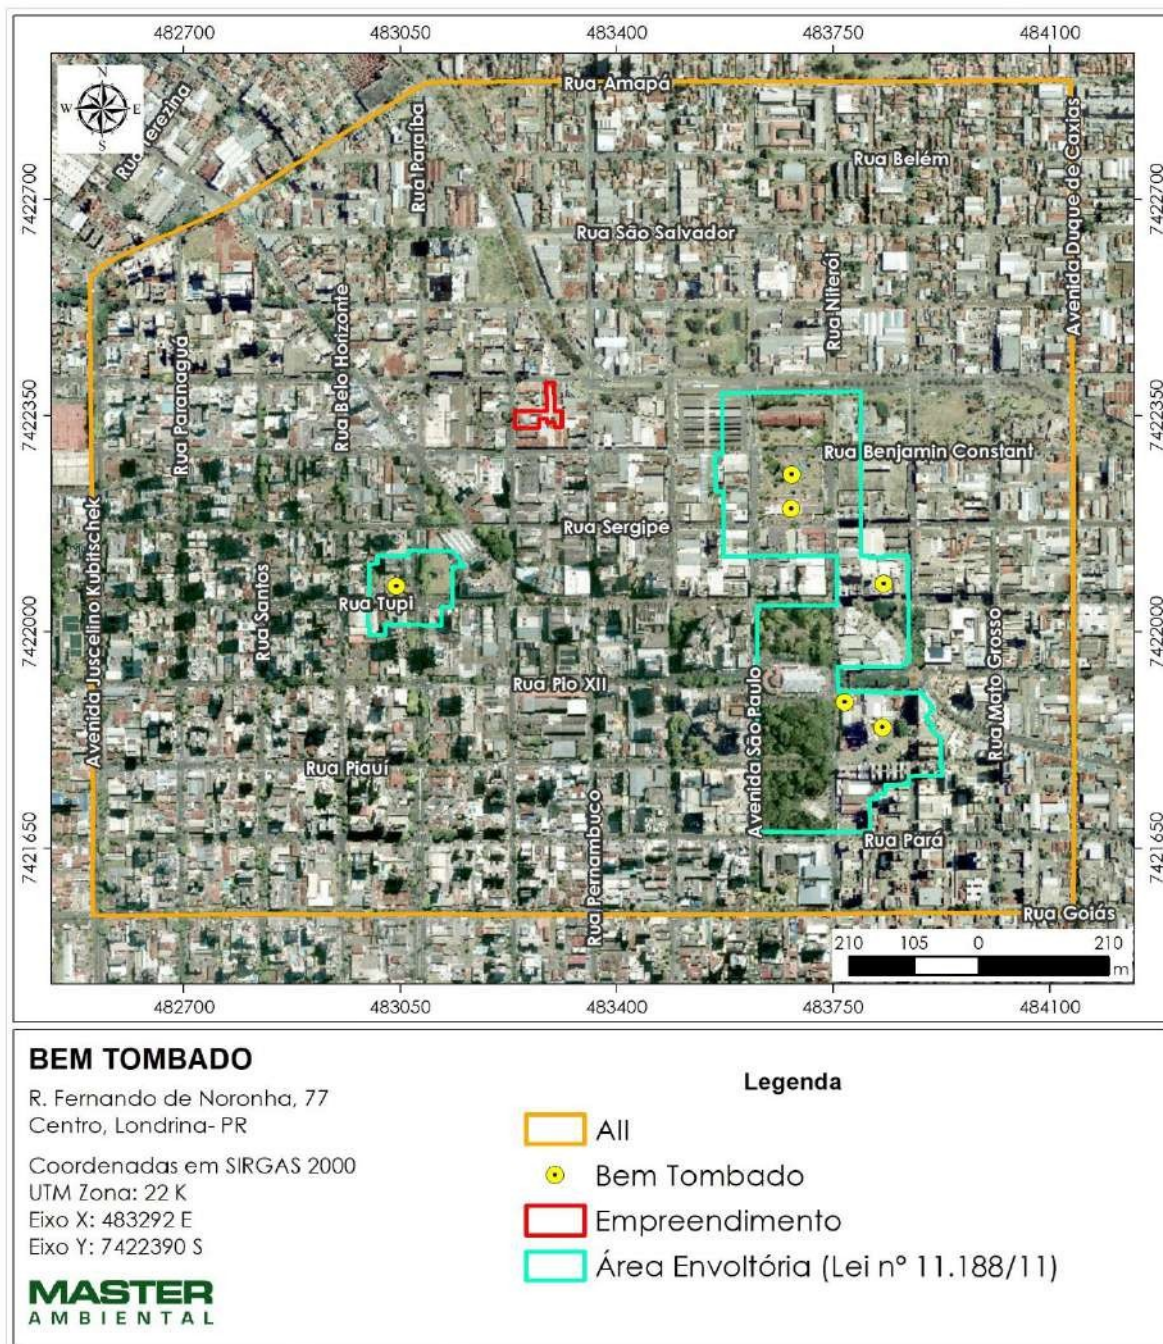 482700 483050 483400 483750 484100
N
W E
S
Rua Amapá
Rua Terezina
Rua Paraíba
Avenida Duque de Caxias
Rua Belém
7422700
7422700
Rua São Salvador
Rua Niterói
Rua Belo Horizonte
Rua Paranaguá
7422350
7422350
Rua Benjamin Constant
Avenida Juscelino Kubitischek
Rua Sergipe
Rua Santos
Rua Tupi
7422000
7422000
Rua Mato Grosso
Rua Pio XII
Avenida São Paulo
Rua Piauí
Rua Pernambuco
7421650
7421650
Rua Pará
Rua Goiás
210 105 0 210
m
482700 483050 483400 483750 484100
BEM TOMBADO
R. Fernando de Noronha, 77
Centro, Londrina- PR
Coordenadas em SIRGAS 2000
UTM Zona: 22 K
Eixo X: 483292 E
Eixo Y: 7422390 S
MASTER
AMBIENTAL
Legenda
AII
Bem Tombado
Empreendimento
Área Envoltória (Lei nº 11.188/11)